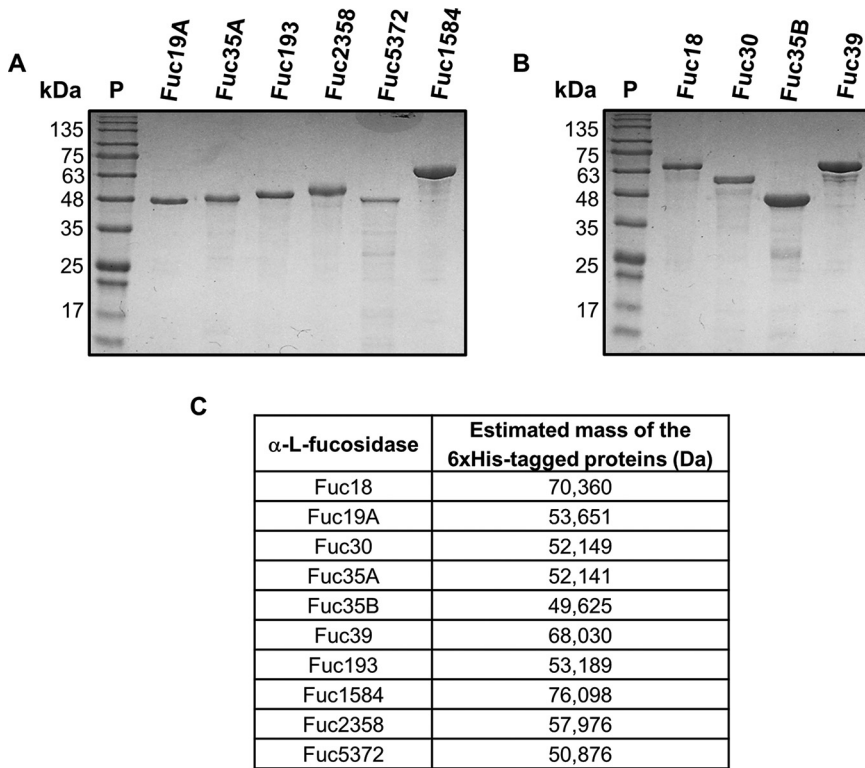 A
kDa P Fuc19A Fuc35A Fuc193 Fuc2358 Fuc5372 Fuc1584
135
75
63
48
35
25
17
B
kDa P Fuc18 Fuc30 Fuc35B Fuc39
135
75
63
48
35
25
17
C
α-L-fucosidase Estimated mass of the
6xHis-tagged proteins (Da)
Fuc18 70,360
Fuc19A 53,651
Fuc30 52,149
Fuc35A 52,141
Fuc35B 49,625
Fuc39 68,030
Fuc193 53,189
Fuc1584 76,098
Fuc2358 57,976
Fuc5372 50,876